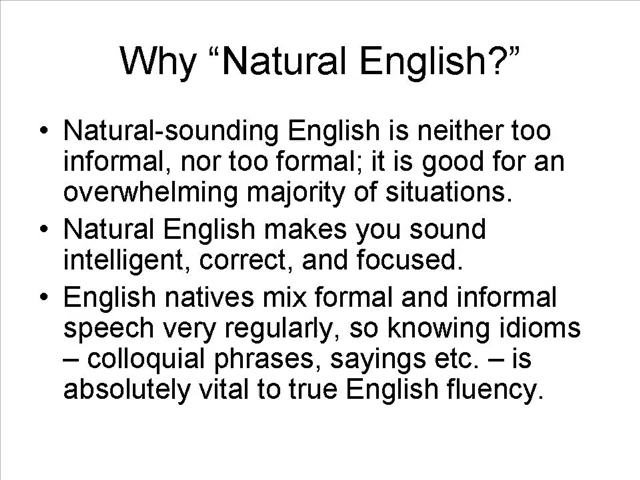 Why “Natural English?”
• Natural-sounding English is neither too
informal, nor too formal; it is good for an
overwhelming majority of situations.
• Natural English makes you sound
intelligent, correct, and focused.
• English natives mix formal and informal
speech very regularly, so knowing idioms
– colloquial phrases, sayings etc. – is
absolutely vital to true English fluency.